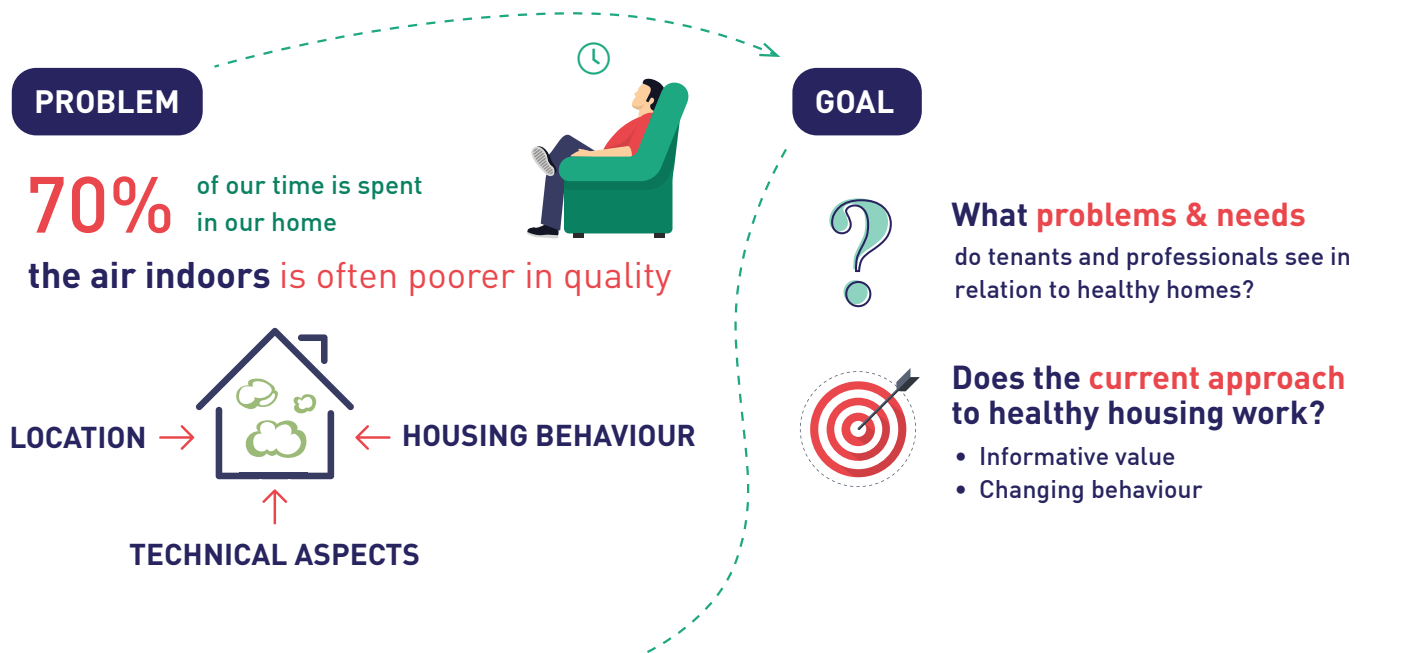 PROBLEM
70%
of our time is spent
in our home
the air indoors is often poorer in quality
LOCATION
HOUSING BEHAVIOUR
TECHNICAL ASPECTS
GOAL
What problems & needs
do tenants and professionals see in
relation to healthy homes?
Does the current approach
to healthy housing work?
• Informative value
• Changing behaviour